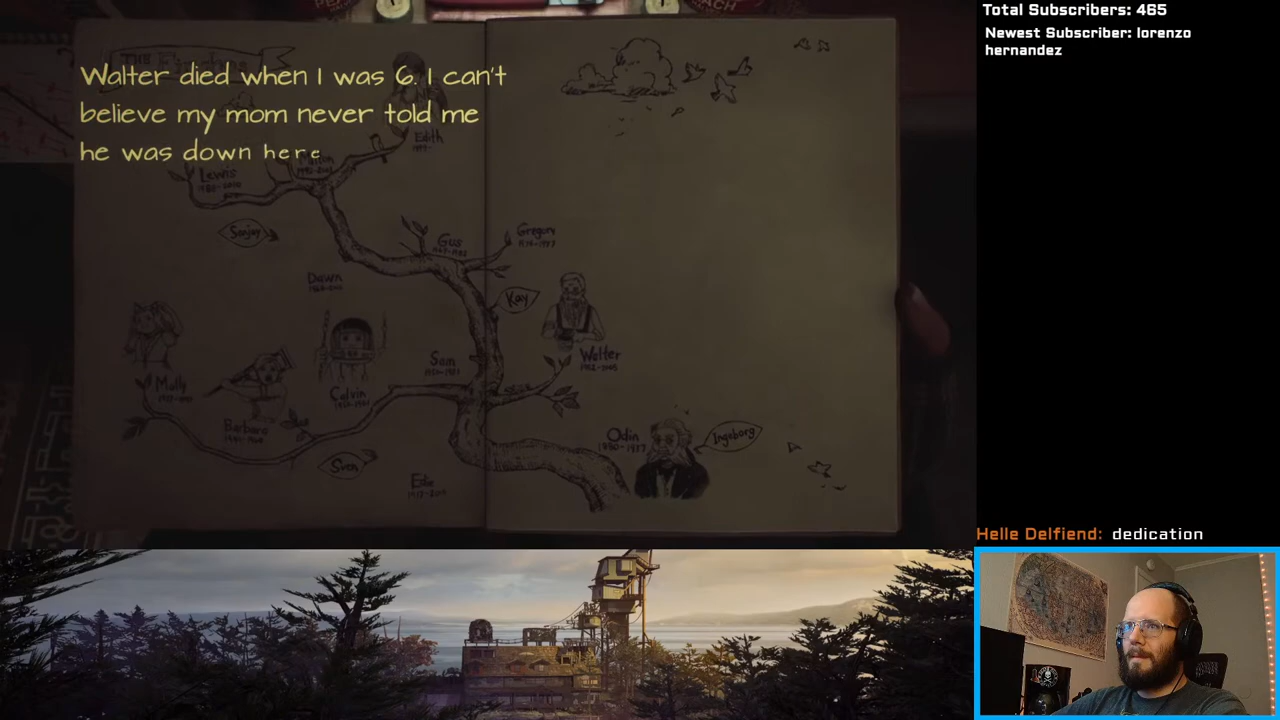 Total Subscribers: 465
Newest Subscriber: lorenzo
hernandez
Walter died when I was 6. I can't
believe my mom never told me
he was down here
Edith
Lewis
Milton
Sanjay
Gus
Gregory
Dawn
Kay
Sam
Walter
Molly
Calvin
Barbara
Odin
Ingeborg
Sven
Edie
Helle Delfiend: dedication